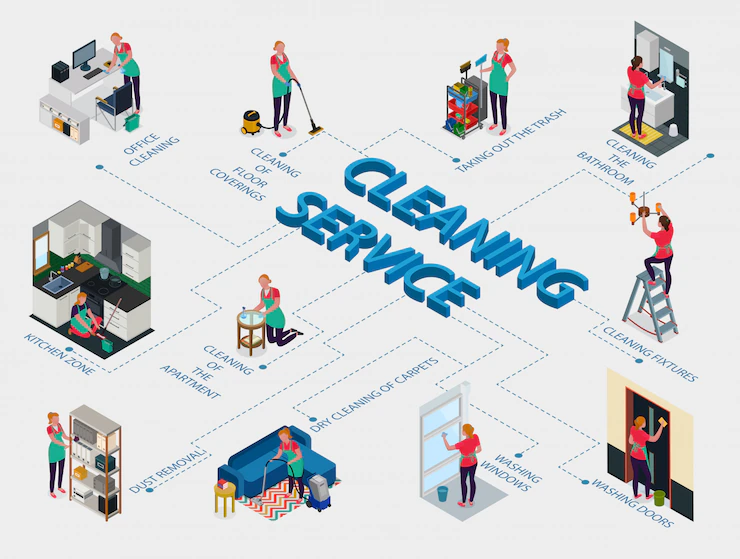 OFFICE
CLEANING
CLEANING
OF
FLOOR
COVERINGS
TAKING OUT THE TRASH
CLEANING
THE
BATHROOM
CLEANING
SERVICE
KITCHEN ZONE
CLEANING
OF
THE
APARTMENT
CLEANING FIXTURES
DUST REMOVAL
DRY CLEANING OF CARPETS
WASHING
WINDOWS
WASHING DOORS